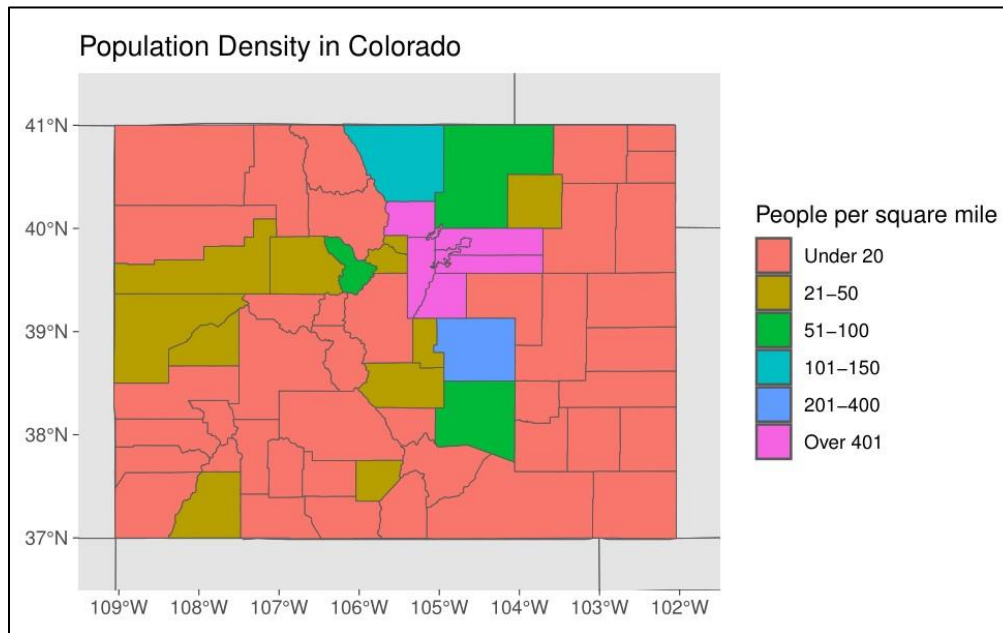 Population Density in Colorado
41°N
40°N
39°N
38°N
37°N
109°W 108°W 107°W 106°W 105°W 104°W 103°W 102°W
People per square mile
Under 20
21–50
51–100
101–150
201–400
Over 401